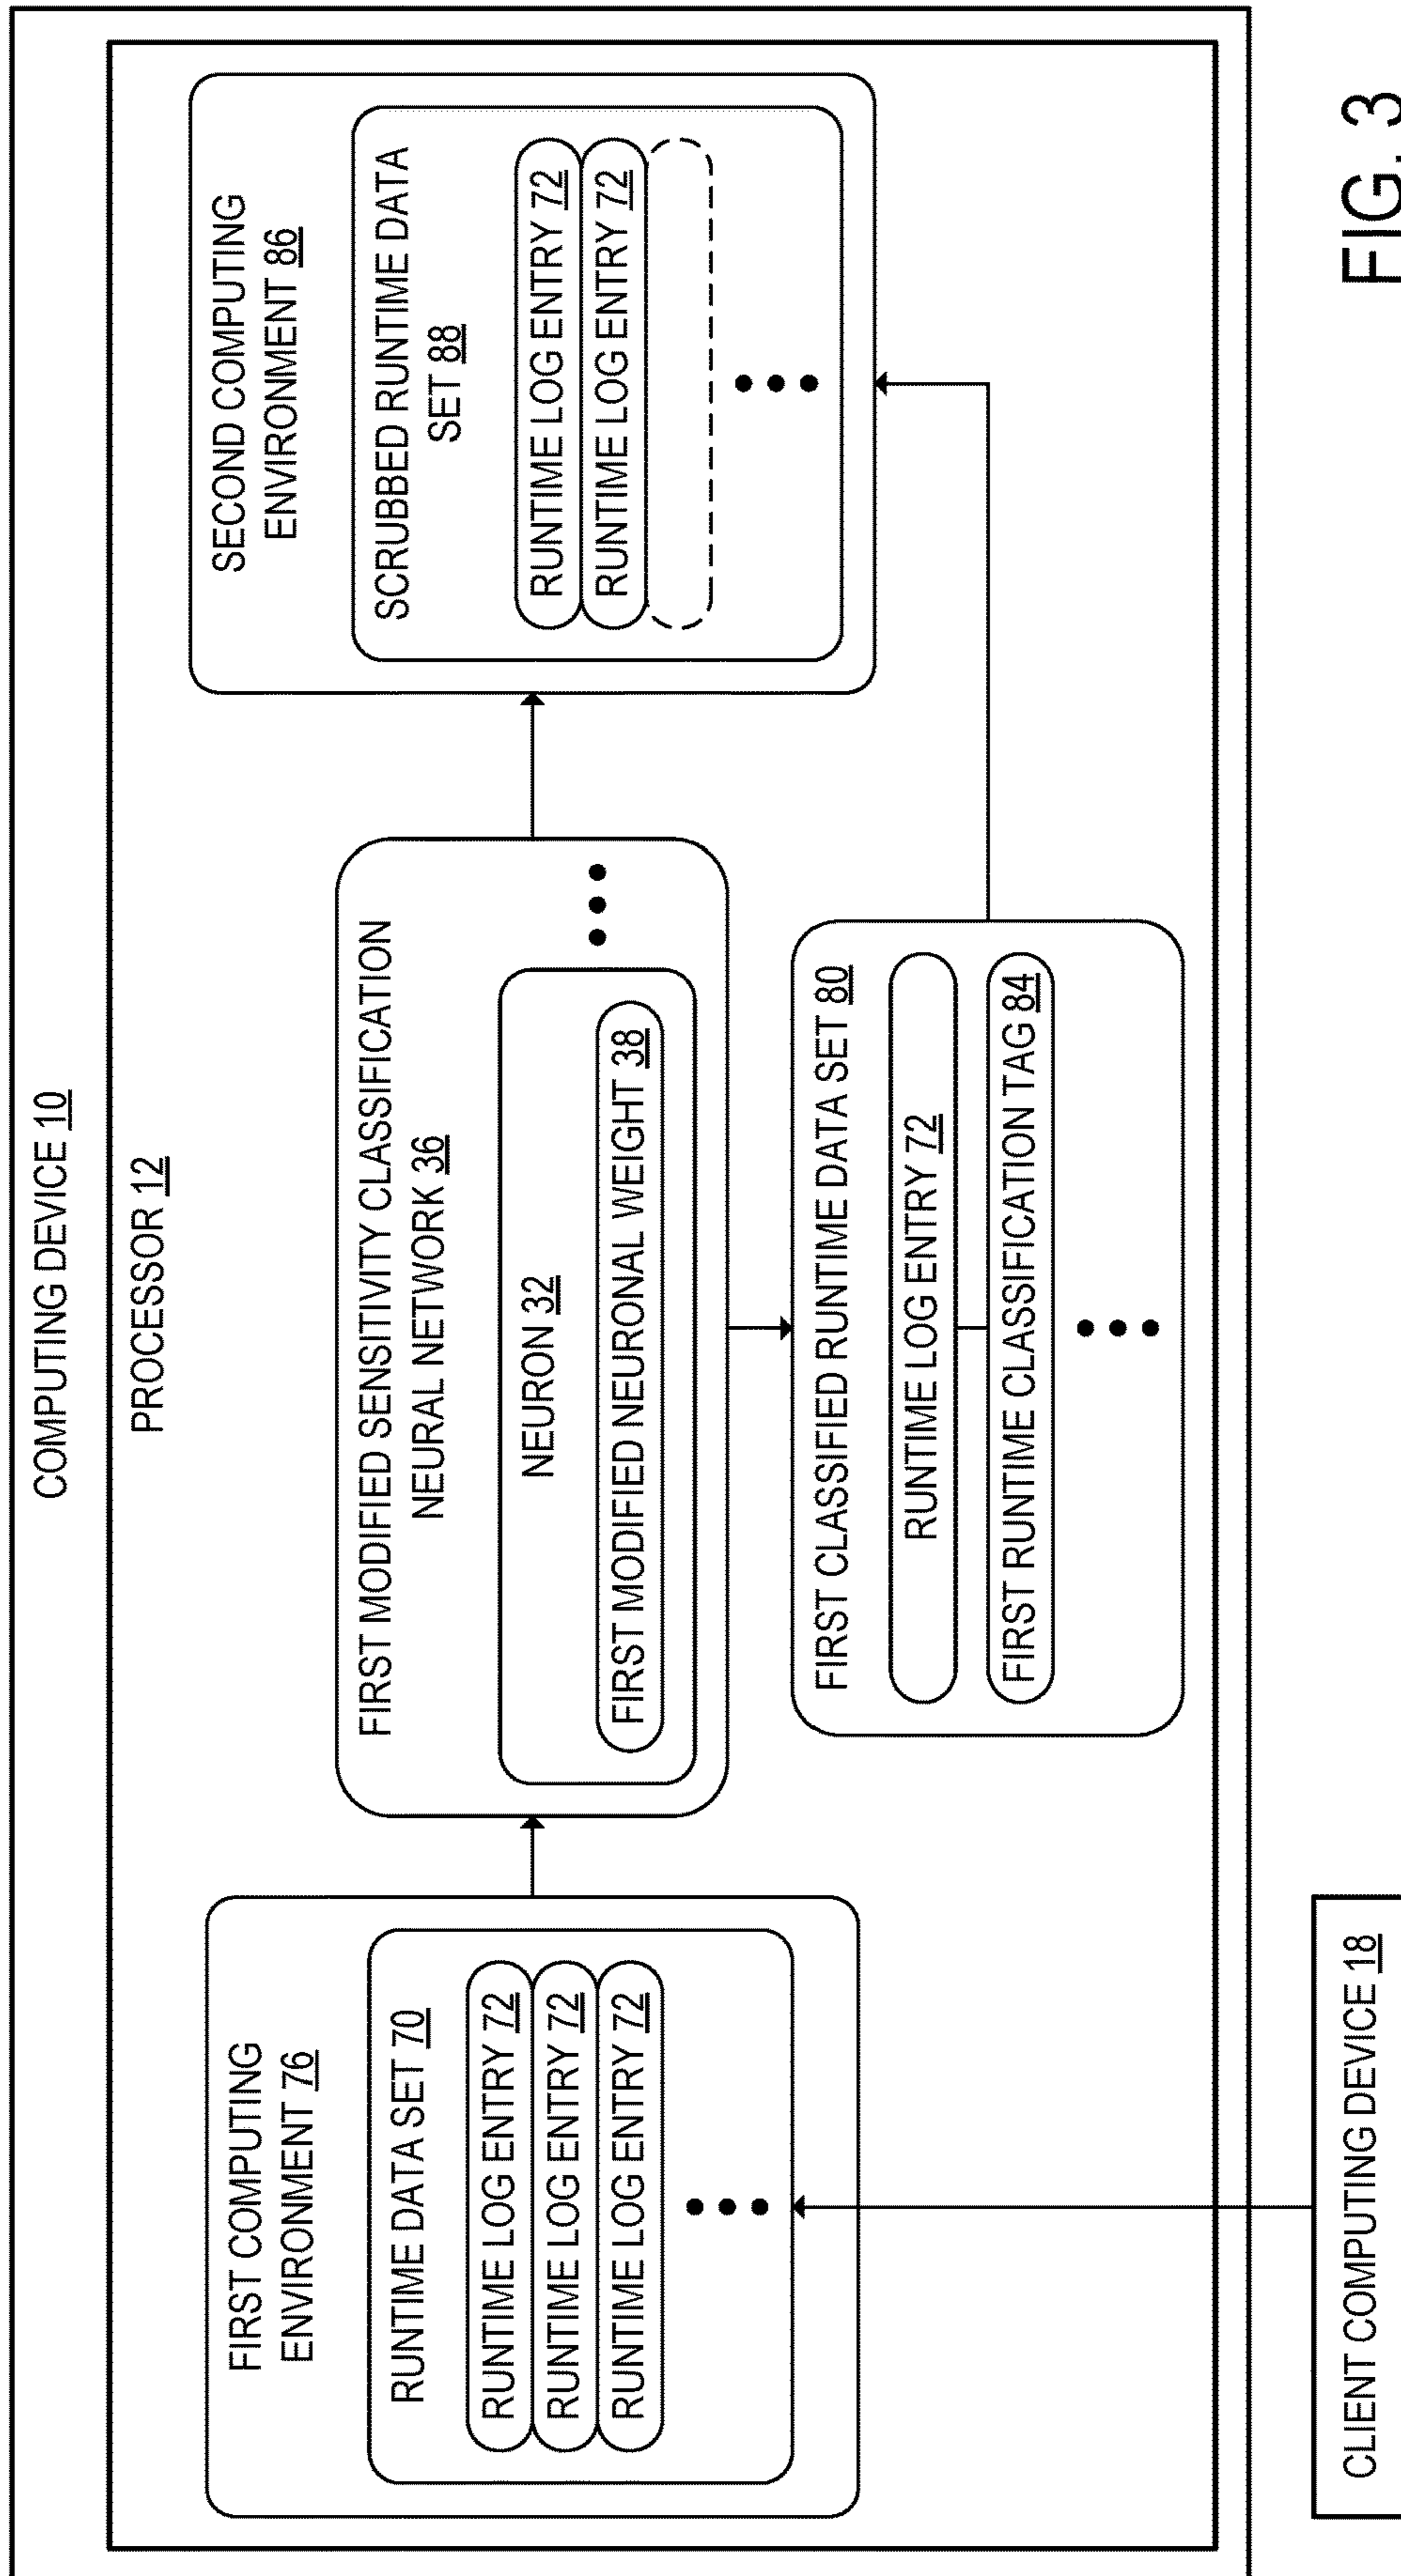 COMPUTING DEVICE 10
PROCESSOR 12
FIRST COMPUTING
ENVIRONMENT 76
RUNTIME DATA SET 70
RUNTIME LOG ENTRY 72
RUNTIME LOG ENTRY 72
RUNTIME LOG ENTRY 72
FIRST MODIFIED SENSITIVITY CLASSIFICATION
NEURAL NETWORK 36
NEURON 32
FIRST MODIFIED NEURONAL WEIGHT 38
SECOND COMPUTING
ENVIRONMENT 86
SCRUBBED RUNTIME DATA
SET 88
RUNTIME LOG ENTRY 72
RUNTIME LOG ENTRY 72
FIRST CLASSIFIED RUNTIME DATA SET 80
RUNTIME LOG ENTRY 72
FIRST RUNTIME CLASSIFICATION TAG 84
CLIENT COMPUTING DEVICE 18
FIG. 3